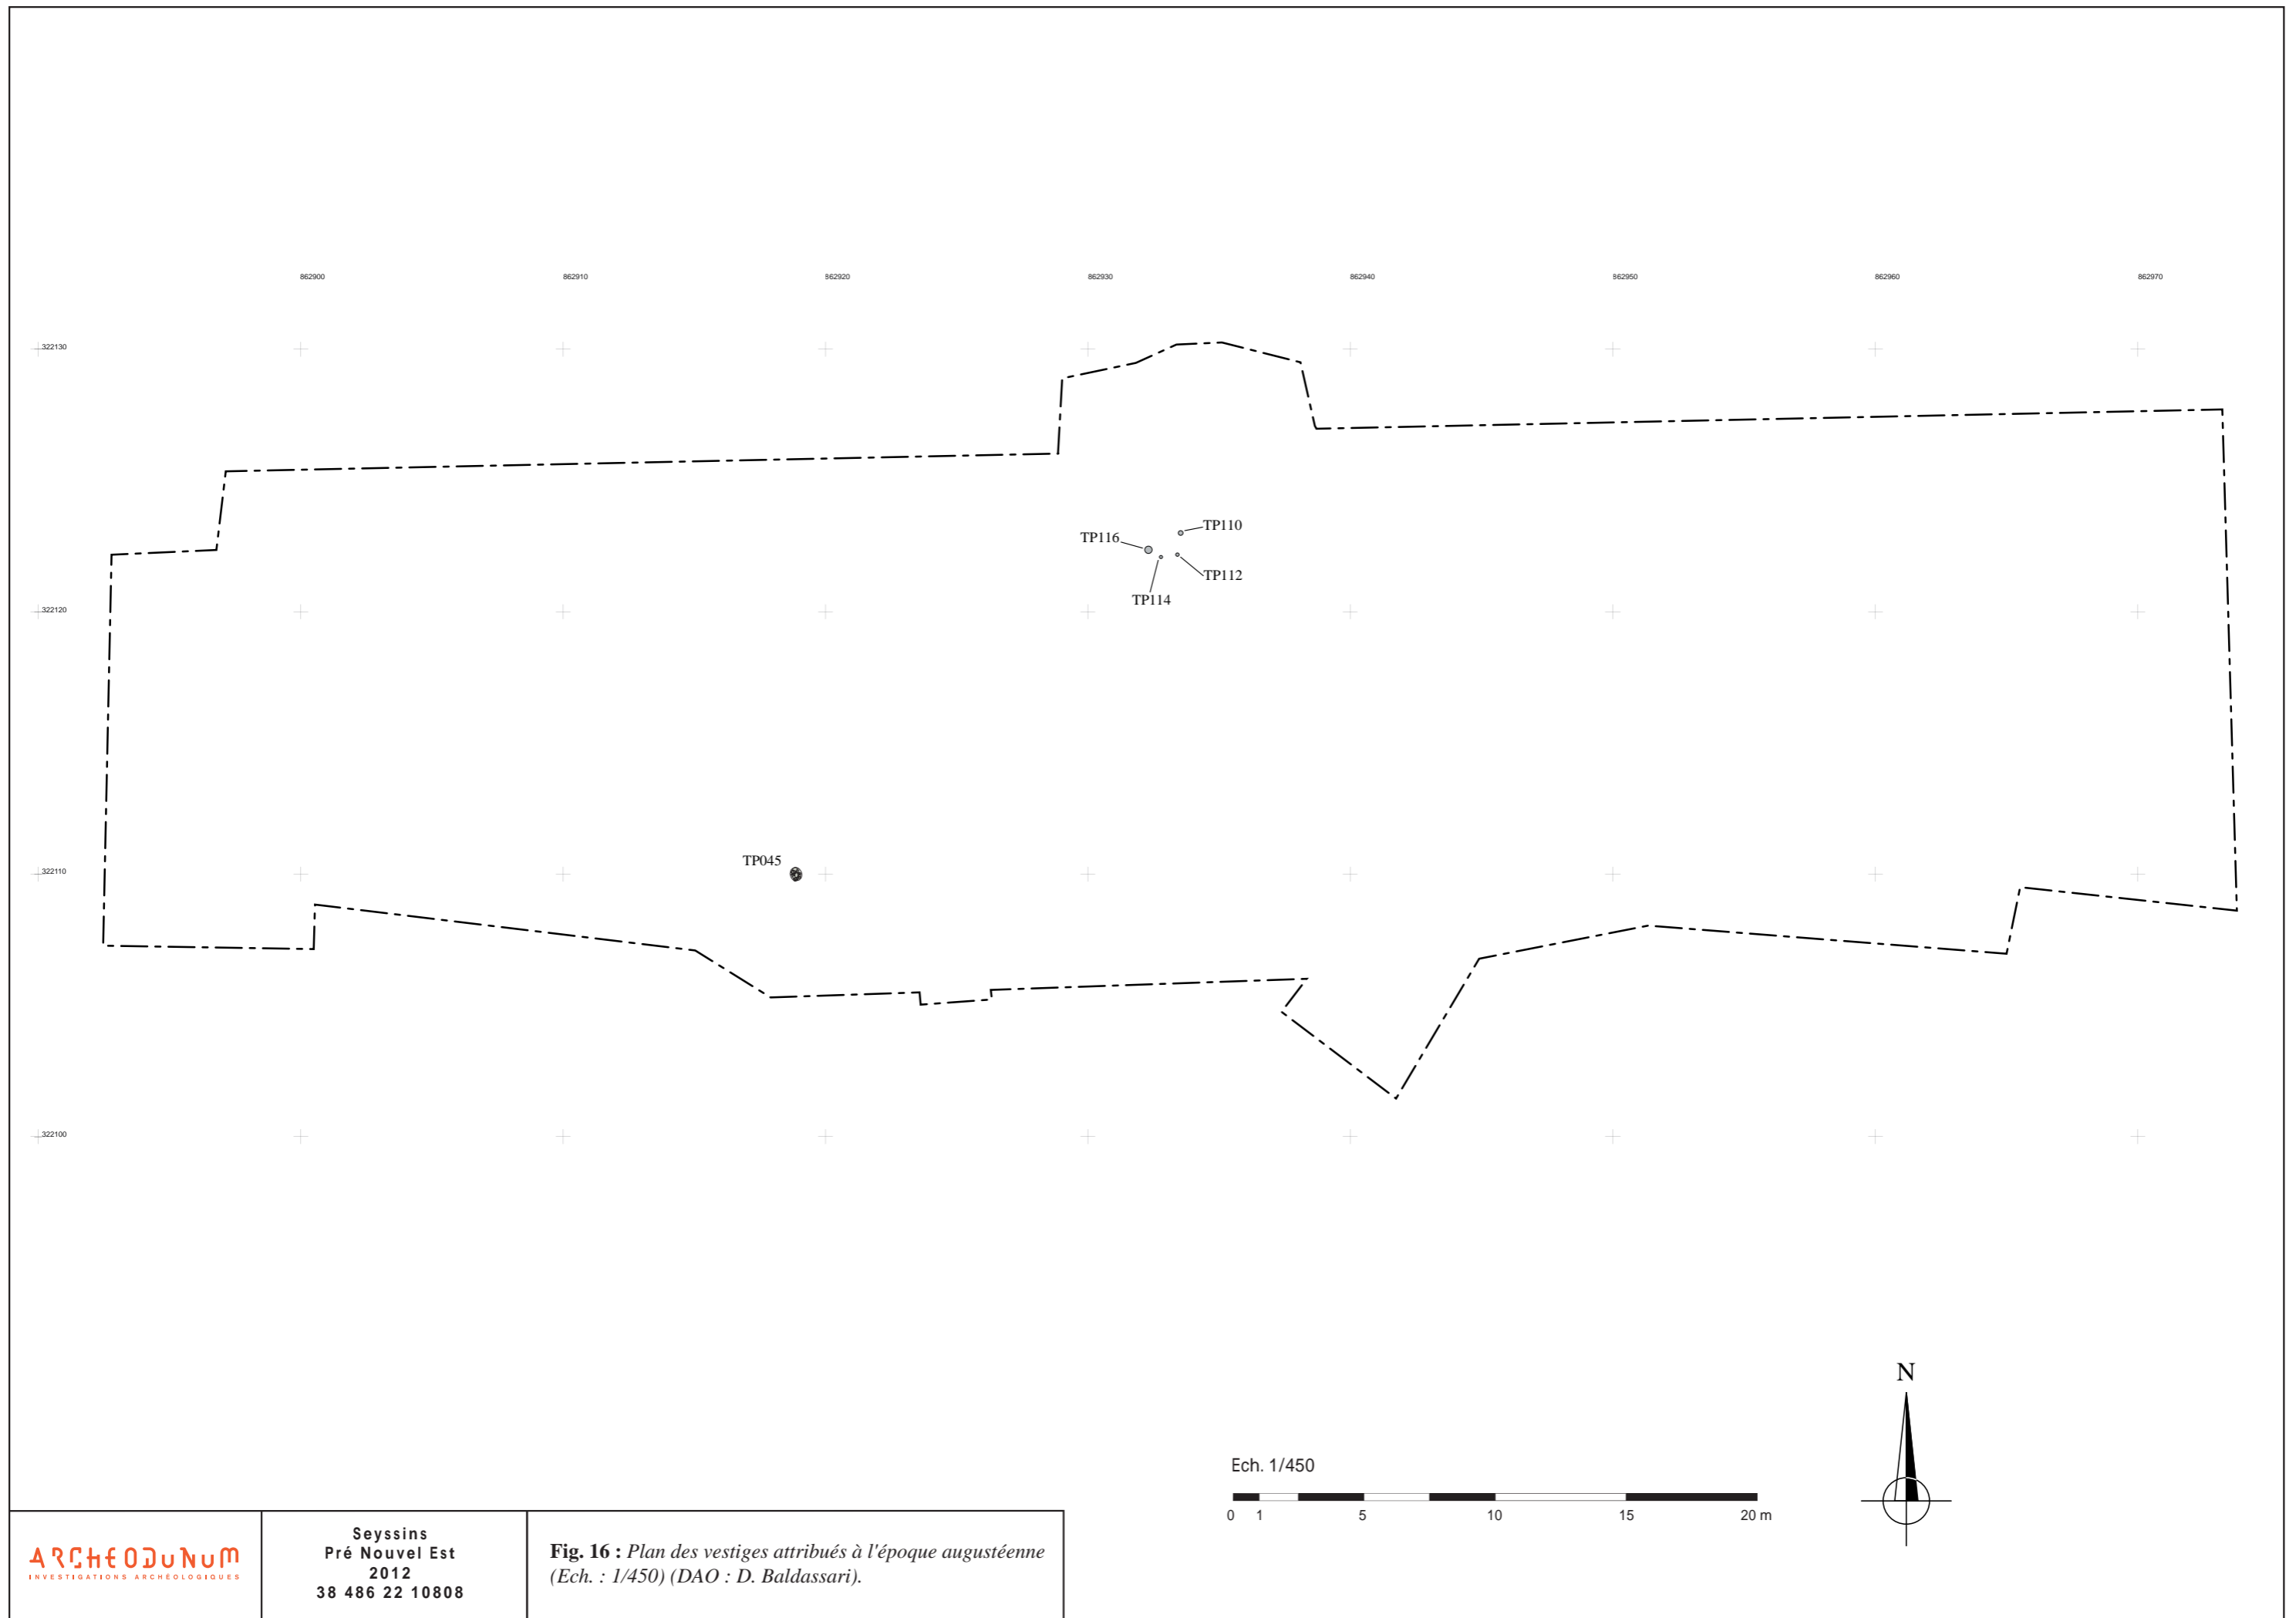 862900 862910 862920 862930 862940 862950 862960 862970
322130
TP110
TP116
TP112
TP114
322120
TP045
322110
322100
N
Ech. 1/450
0 1 5 10 15 20 m
ARCHEODUNUM
INVESTIGATIONS ARCHÉOLOGIQUES
Seyssins
Pré Nouvel Est
2012
38 486 22 10808
Fig. 16 : Plan des vestiges attribués à l'époque augustéenne
(Ech. : 1/450) (DAO : D. Baldassari).